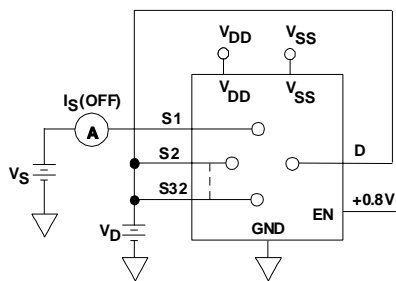 VDD VSS
VDD VSS
IS(OFF)
A
S1
S2
D
VS
S32
+0.8V
EN
VD
GND